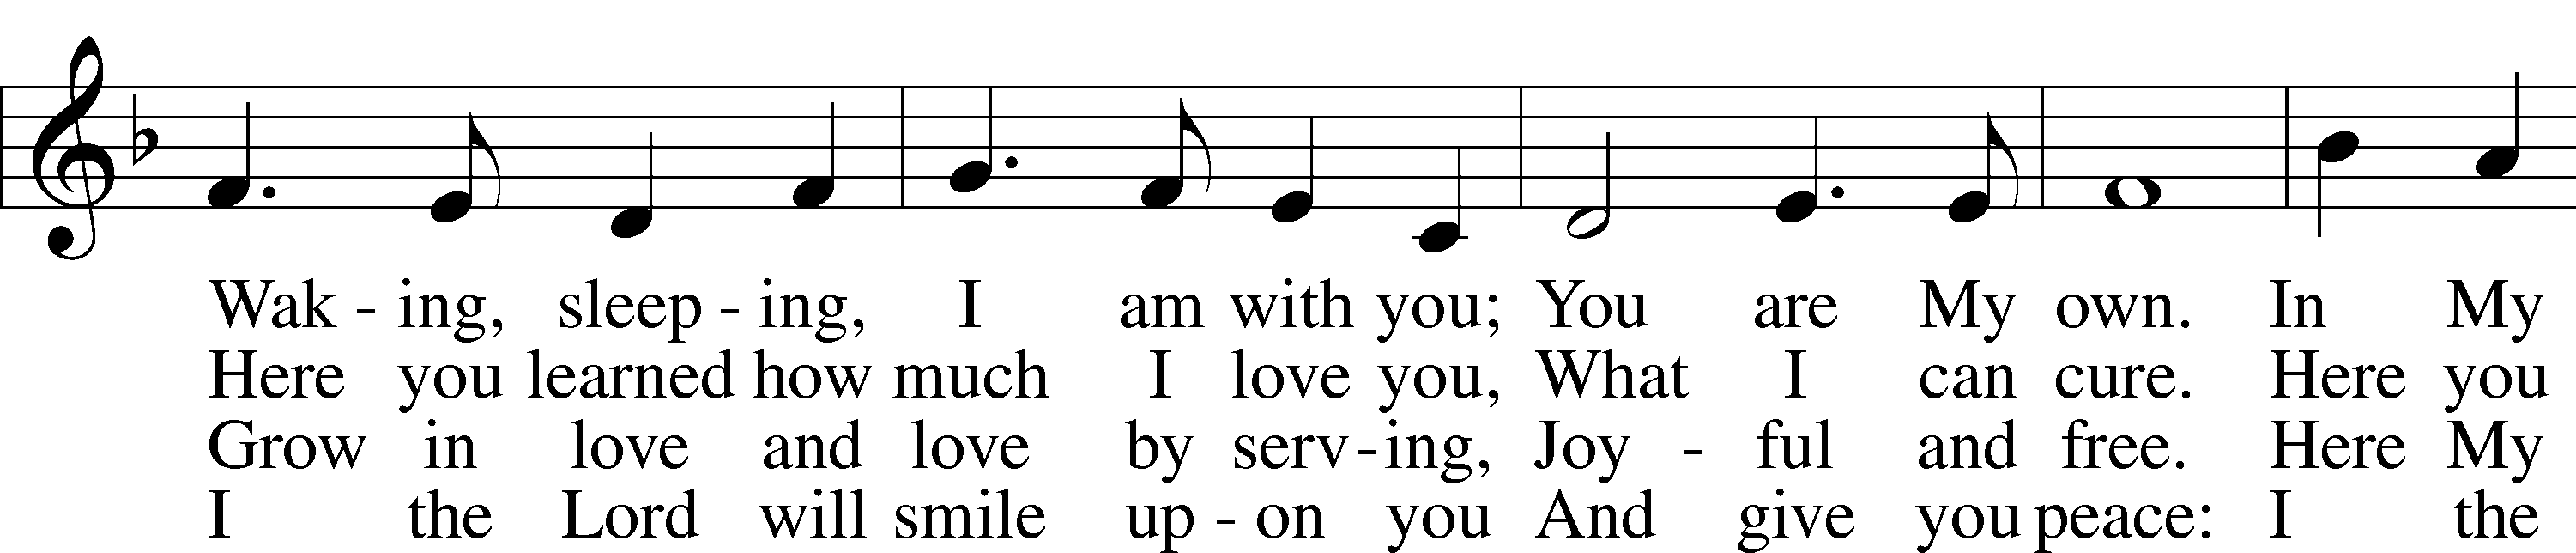 Wak - ing, sleep - ing, I am with you; You are My own. In My
Here you learned how much I love you, What I can cure. Here you
Grow in love and love by serv - ing, Joy - ful and free. Here My
I the Lord will smile up - on you And give you peace: I the